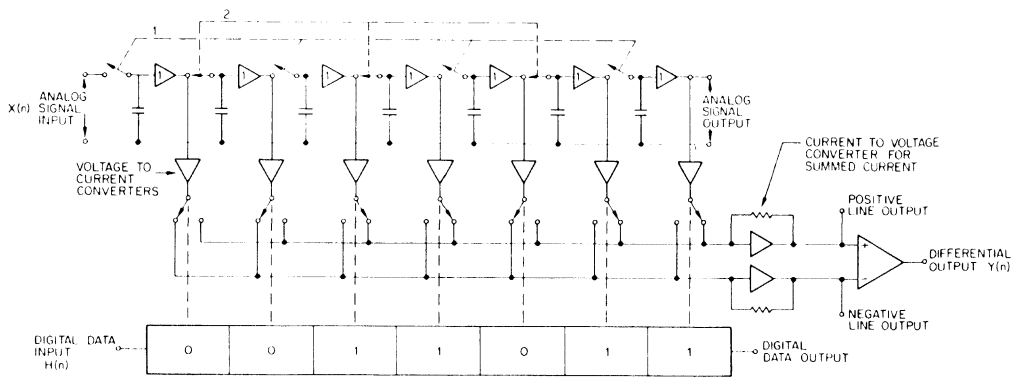 1
2
1
1
1
1
1
1
1
X(n)
ANALOG
SIGNAL
INPUT
ANALOG
SIGNAL
OUTPUT
VOLTAGE TO
CURRENT
CONVERTERS
CURRENT TO VOLTAGE
CONVERTER FOR
SUMMED CURRENT
POSITIVE
LINE OUTPUT
+
-
DIFFERENTIAL
OUTPUT Y(n)
NEGATIVE
LINE OUTPUT
DIGITAL DATA
INPUT
H(n)
0 0 1 1 0 1 1
DIGITAL
DATA OUTPUT